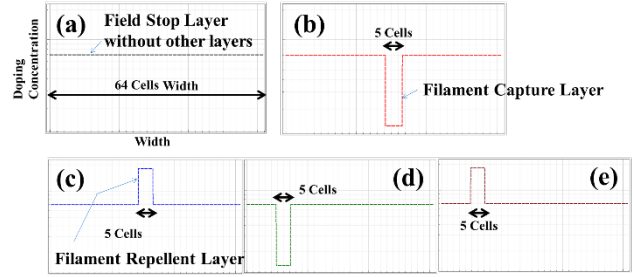 (a)
Field Stop Layer
without other layers
Doping
Concentration
64 Cells Width
Width
(b)
5 Cells
Filament Capture Layer
(c)
5 Cells
Filament Repellent Layer
(d)
5 Cells
(e)
5 Cells